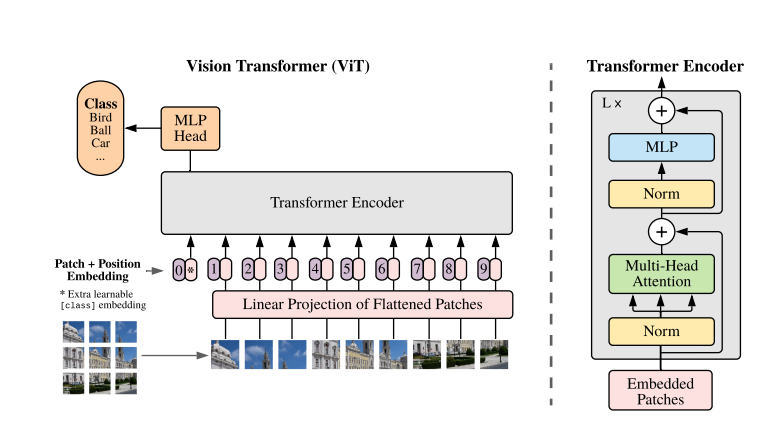 Vision Transformer (ViT)
Class
Bird
Ball
Car
...
MLP
Head
Transformer Encoder
Patch + Position
Embedding
* Extra learnable
[class] embedding
0 * 1 2 3 4 5 6 7 8 9
Linear Projection of Flattened Patches
Transformer Encoder
L ×
+
MLP
Norm
+
Multi-Head
Attention
Norm
Embedded
Patches